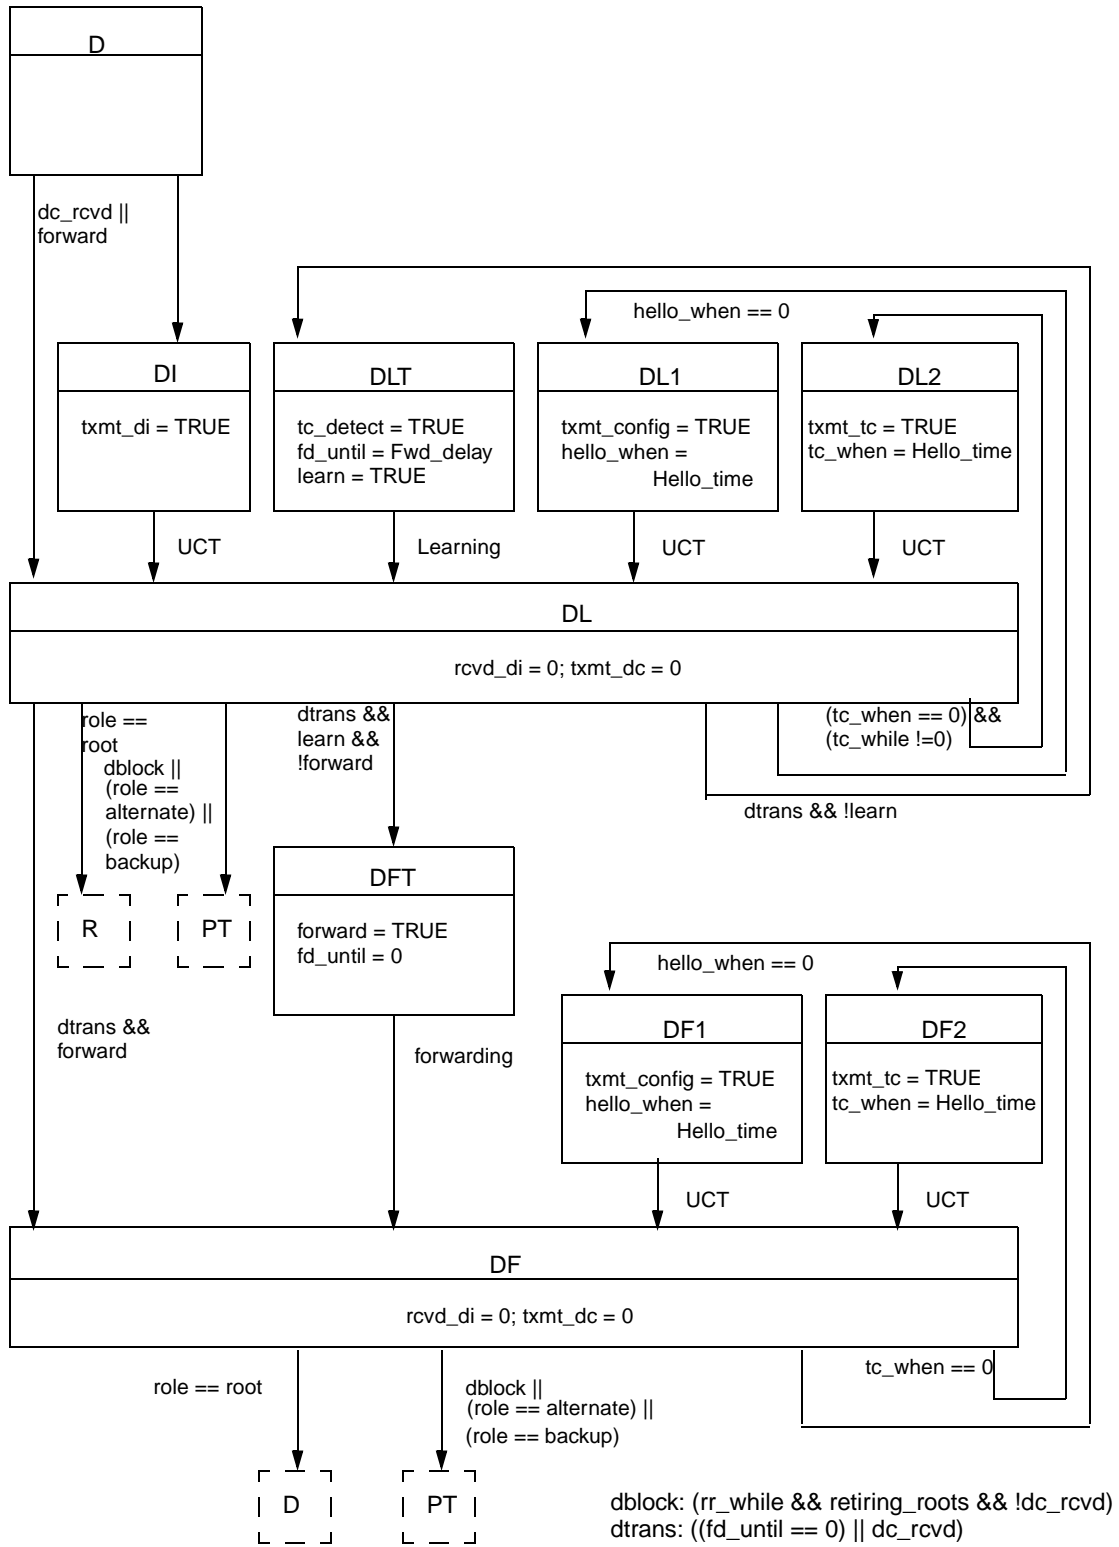 D
dc_rcvd ||
forward
hello_when == 0
DI
txmt_di = TRUE
DLT
tc_detect = TRUE
fd_until = Fwd_delay
learn = TRUE
DL1
txmt_config = TRUE
hello_when =
Hello_time
DL2
txmt_tc = TRUE
tc_when = Hello_time
UCT
Learning
UCT
UCT
DL
rcvd_di = 0; txmt_dc = 0
role ==
root
dblock ||
(role ==
alternate) ||
(role ==
backup)
dtrans &&
learn &&
!forward
(tc_when == 0) &&
(tc_while !=0)
dtrans && !learn
R
PT
DFT
forward = TRUE
fd_until = 0
dtrans &&
forward
forwarding
hello_when == 0
DF1
txmt_config = TRUE
hello_when =
Hello_time
DF2
txmt_tc = TRUE
tc_when = Hello_time
UCT
UCT
DF
rcvd_di = 0; txmt_dc = 0
role == root
dblock ||
(role == alternate) ||
(role == backup)
tc_when == 0
D
PT
dblock: (rr_while && retiring_roots && !dc_rcvd)
dtrans: ((fd_until == 0) || dc_rcvd)